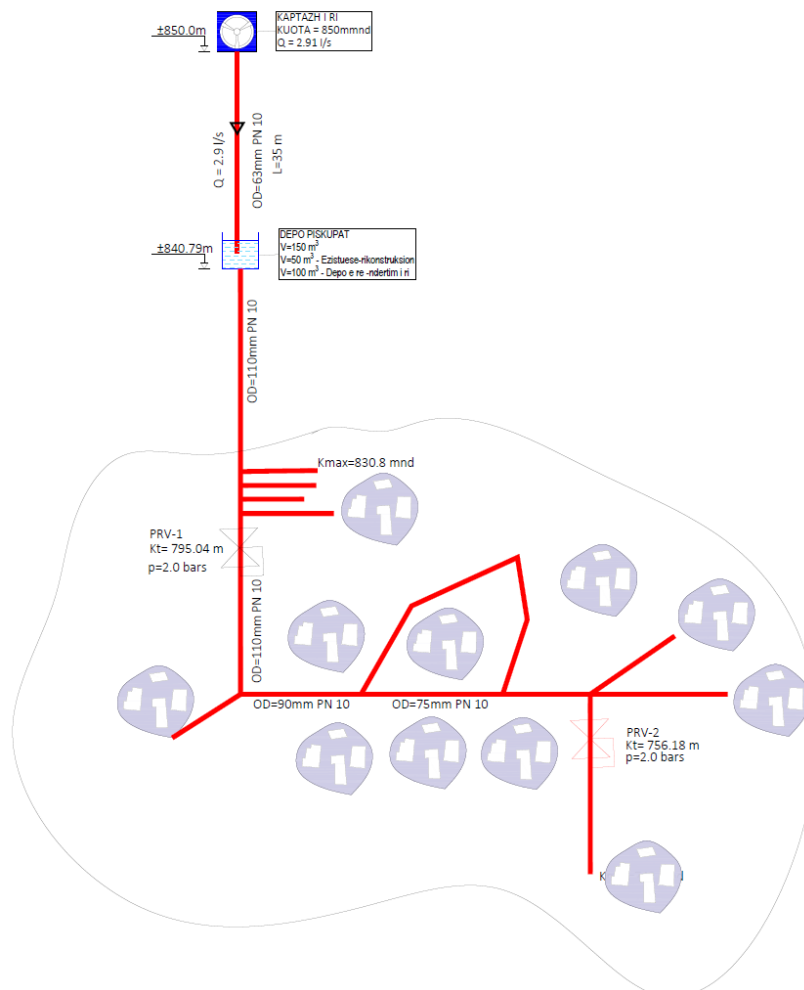 KAPTAZH I RI
KUOTA = 850mmnd
Q = 2.91 l/s
±850.0m
Q = 2.9 l/s
OD=63mm PN 10
L=35 m
DEPO PISKUPAT
V=150 m³
V=50 m³ - Ezistuese-rikonstruksion
V=100 m³ - Depo e re -ndertim i ri
±840.79m
OD=110mm PN 10
Kmax=830.8 mnd
PRV-1
Kt= 795.04 m
p=2.0 bars
OD=110mm PN 10
OD=90mm PN 10
OD=75mm PN 10
PRV-2
Kt= 756.18 m
p=2.0 bars